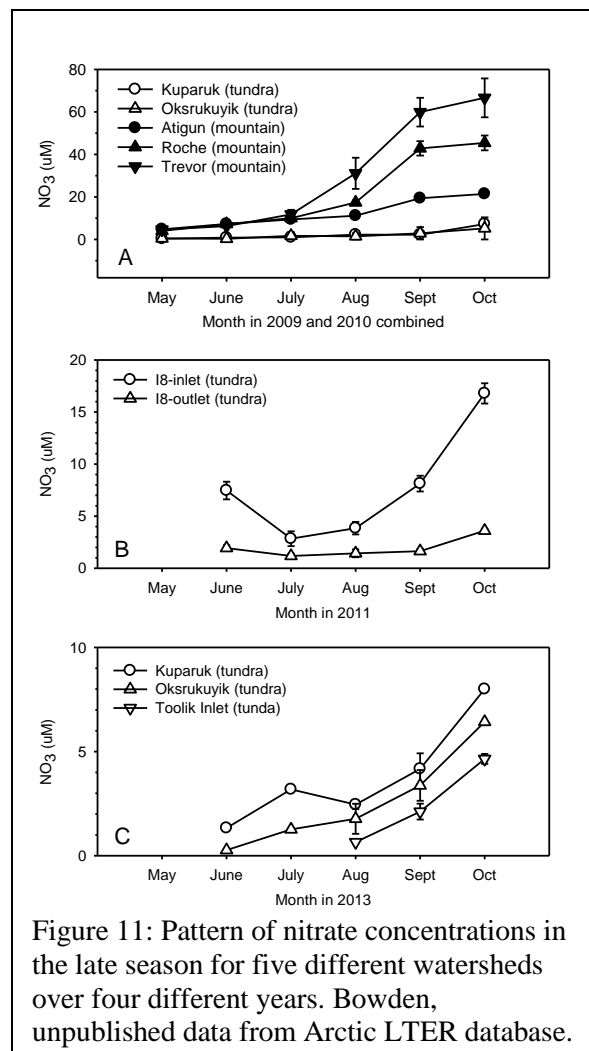 80
60
40
20
0
NO3 (uM)
Kuparuk (tundra)
Oksrukuyik (tundra)
Atigun (mountain)
Roche (mountain)
Trevor (mountain)
A
May June July Aug Sept Oct
Month in 2009 and 2010 combined
20
15
10
5
0
NO3 (uM)
I8-inlet (tundra)
I8-outlet (tundra)
B
May June July Aug Sept Oct
Month in 2011
10
5
0
NO3 (uM)
Kuparuk (tundra)
Oksrukuyik (tundra)
Toolik Inlet (tunda)
C
May June July Aug Sept Oct
Month in 2013
Figure 11: Pattern of nitrate concentrations in
the late season for five different watersheds
over four different years. Bowden,
unpublished data from Arctic LTER database.